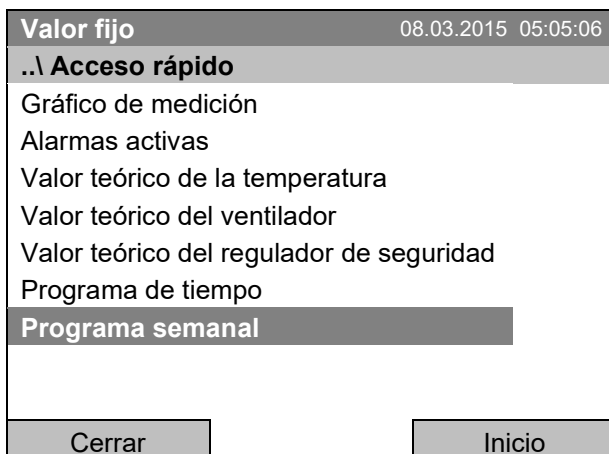 Valor fijo 08.03.2015 05:05:06
..\ Acceso rápido
Gráfico de medición
Alarmas activas
Valor teórico de la temperatura
Valor teórico del ventilador
Valor teórico del regulador de seguridad
Programa de tiempo
Programa semanal
Cerrar Inicio